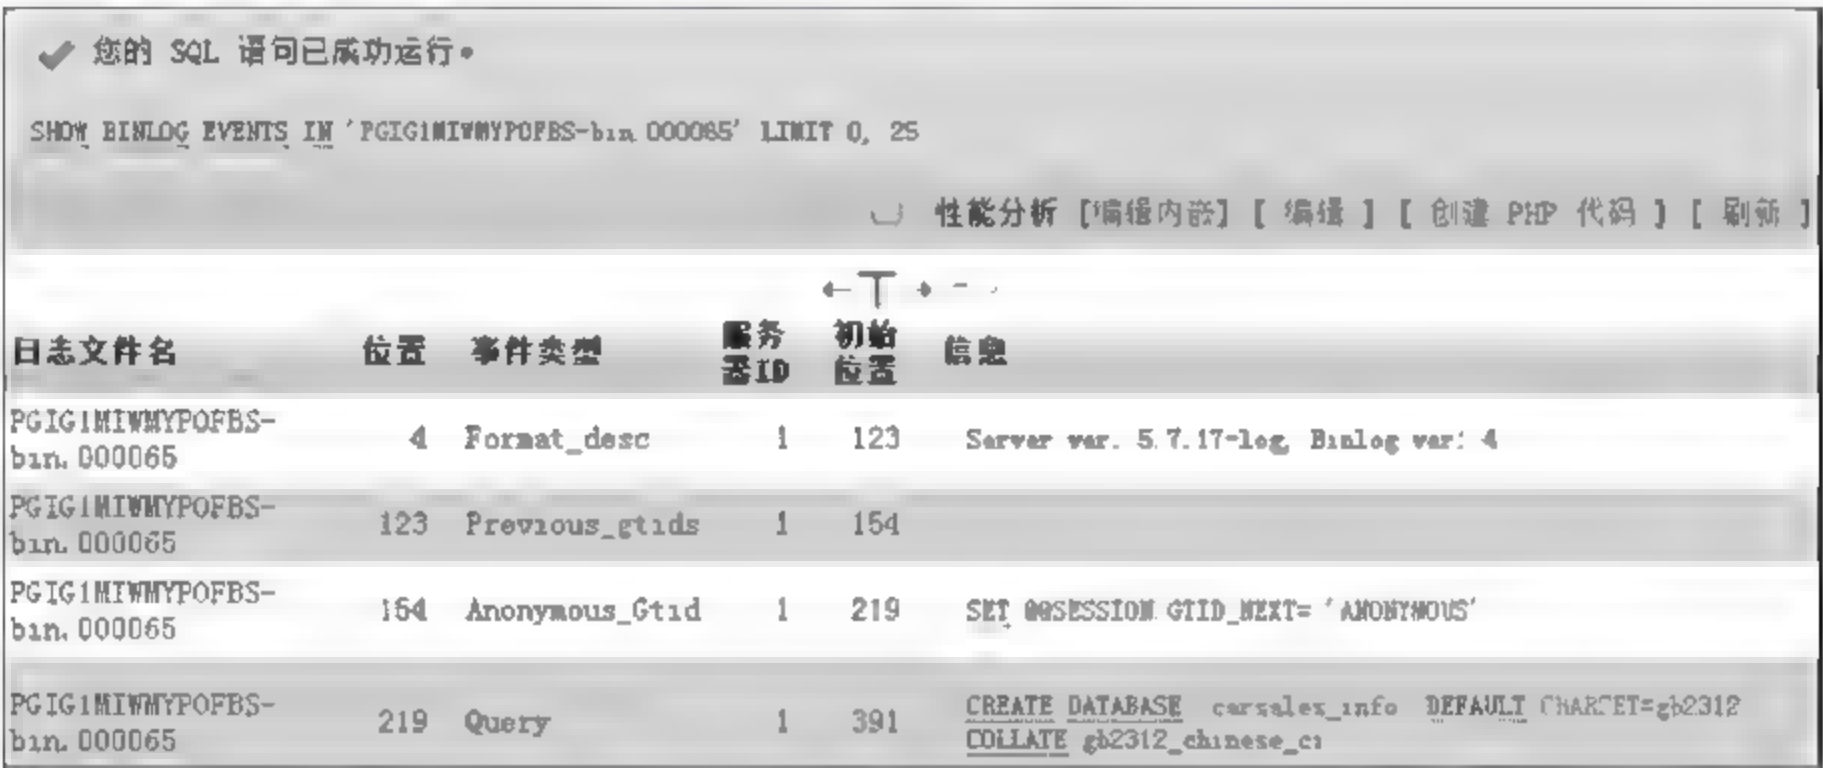 您的 SQL 语句已成功运行。
SHOW BINLOG EVENTS IN 'PGIG1MIWMYPOFBS-bin.000065' LIMIT 0, 25
性能分析 [编辑内嵌] [ 编辑 ] [ 创建 PHP 代码 ] [ 刷新 ]
←T→
日志文件名 位置 事件类型 服务器ID 初始位置 信息
PGIG1MIWMYPOFBS-
bin.000065 4 Format_desc 1 123 Server ver: 5.7.17-log, Binlog ver: 4
PGIG1MIWMYPOFBS-
bin.000065 123 Previous_gtids 1 154
PGIG1MIWMYPOFBS-
bin.000065 154 Anonymous_Gtid 1 219 SET @@SESSION.GTID_NEXT= 'ANONYMOUS'
PGIG1MIWMYPOFBS-
bin.000065 219 Query 1 391 CREATE DATABASE carsales_info DEFAULT CHARSET=gb2312
COLLATE gb2312_chinese_ci